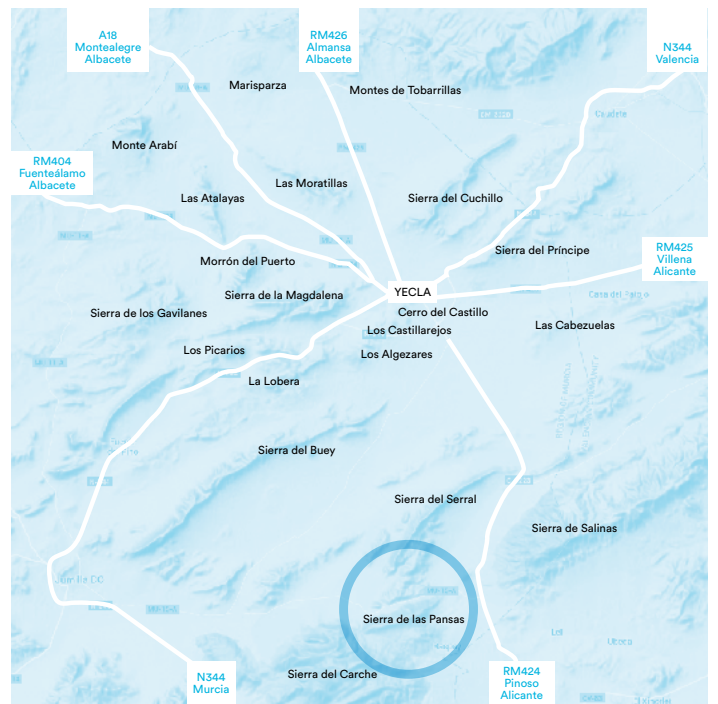 A18
Montealegre
Albacete
RM426
Almansa
Albacete
N344
Valencia
Marisparza
Montes de Tobarrillas
Caudete
Monte Arabí
RM404
Fuenteálamo
Albacete
Las Moratillas
Las Atalayas
Sierra del Cuchillo
Sierra del Príncipe
RM425
Villena
Alicante
Morrón del Puerto
YECLA
Sierra de la Magdalena
Sierra de los Gavilanes
Cerro del Castillo
Los Castillarejos
Las Cabezuelas
Los Picarios
Los Algezares
La Lobera
Sierra del Buey
Sierra del Serral
Sierra de Salinas
Sierra de las Pansas
Sierra del Carche
N344
Murcia
RM424
Pinoso
Alicante